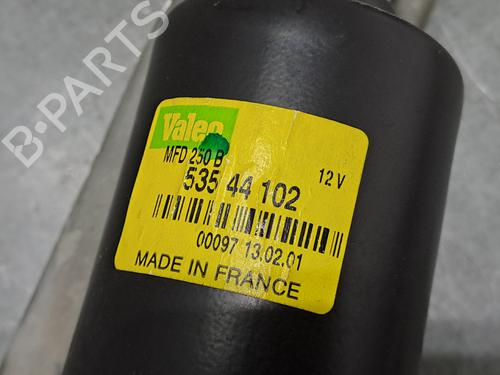 Valeo
MFD 250 B
535 44 102
12 V
00097 13.02.01
MADE IN FRANCE
B-PARTS